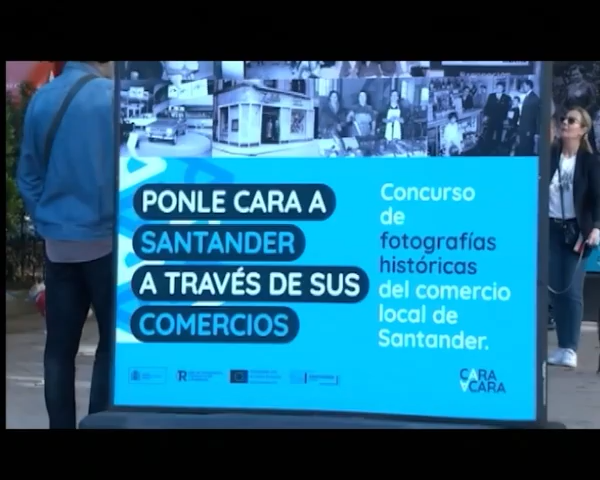 PONLE CARA A
SANTANDER
A TRAVÉS DE SUS
COMERCIOS
Concurso
de
fotografías
históricas
del comercio
local de
Santander.
CARA
A CARA